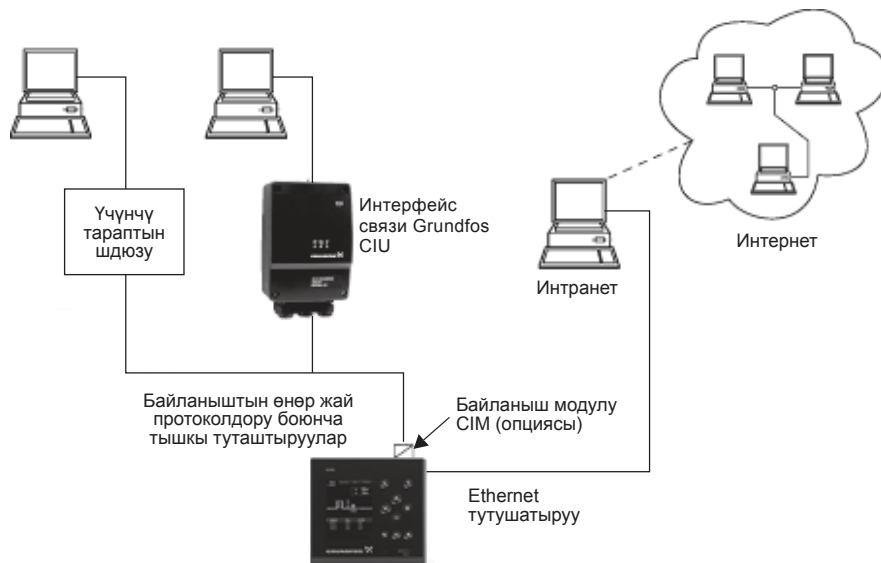 Үчүнчү
тараптын
шдюзу
Интерфейс
связи Grundfos
CIU
Интранет
Интернет
Байланыштын өнөр жай
протоколдору боюнча
тышкы туташтыруулар
Байланыш модулу
CIM (опциясы)
Ethernet
тутушатыруу